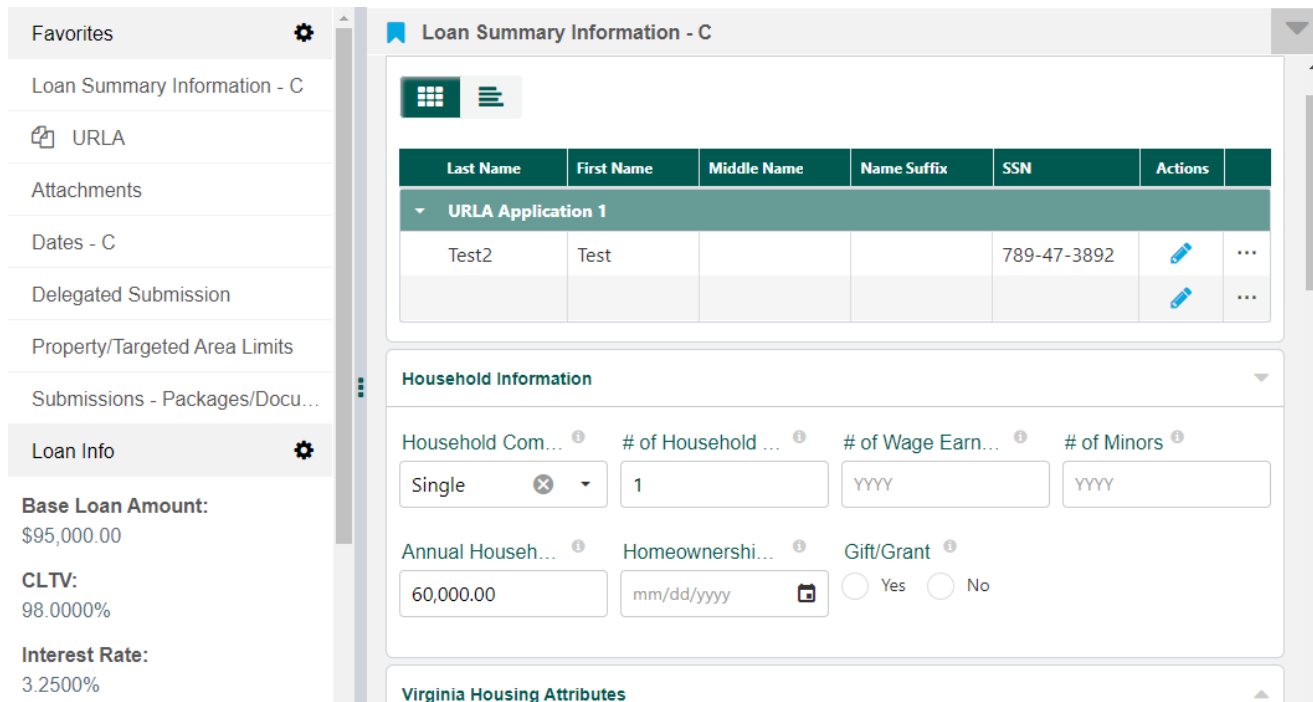 Favorites
Loan Summary Information - C
URLA
Attachments
Dates - C
Delegated Submission
Property/Targeted Area Limits
Submissions - Packages/Docu...
Loan Info
Base Loan Amount:
$95,000.00
CLTV:
98.0000%
Interest Rate:
3.2500%
Loan Summary Information - C
Last Name First Name Middle Name Name Suffix SSN Actions
URLA Application 1
Test2 Test 789-47-3892 ...
...
Household Information
Household Com... # of Household ... # of Wage Earn... # of Minors
Single 1 YYYY YYYY
Annual Househ... Homeownershi... Gift/Grant
60,000.00 mm/dd/yyyy Yes No
Virginia Housing Attributes